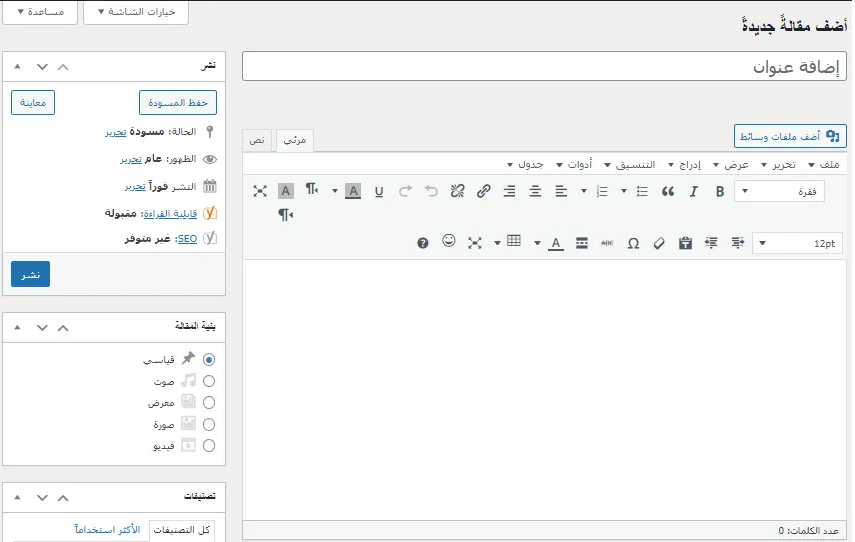 خيارات الشاشة
مساعدة
أضف مقالةً جديدةً
إضافة عنوان
أضف ملفات وسائط
مرئي
نص
ملف تحرير عرض إدراج التنسيق أدوات جدول
فقرة
12pt
عدد الكلمات: 0
نشر
حفظ المسودة
معاينة
الحالة: مسودة تحرير
الظهور: عام تحرير
النشر فوراً تحرير
قابلية القراءة: مقبولة
SEO: غير متوفر
نشر
بنية المقالة
قياسي
صوت
معرض
صورة
فيديو
تصنيفات
كل التصنيفات
الأكثر استخداماً